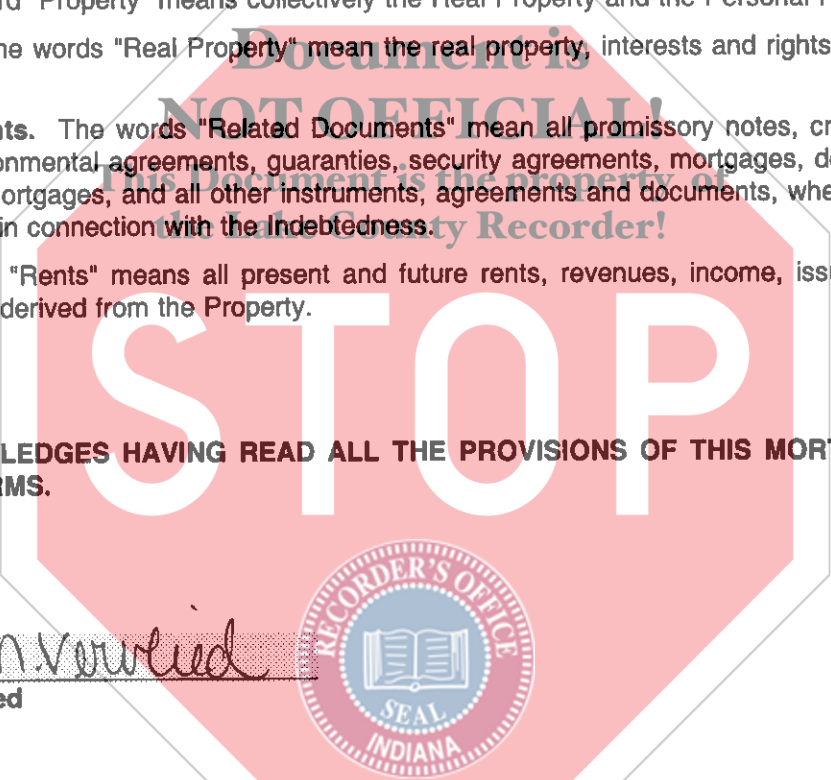 rd "Property" means collectively the Real Property and the Personal P
he words "Real Property" mean the real property, interests and rights
Document is
NOT OFFICIAL!
This Document is the property of
the Lake County Recorder!
nts. The words "Related Documents" mean all promissory notes, cr
onmental agreements, guaranties, security agreements, mortgages, d
ortgages, and all other instruments, agreements and documents, whe
in connection with the Indebtedness.
"Rents" means all present and future rents, revenues, income, iss
derived from the Property.
STOP
LEDGES HAVING READ ALL THE PROVISIONS OF THIS MORT
RMS.
RECORDER'S OFFICE
SEAL
INDIANA
ed